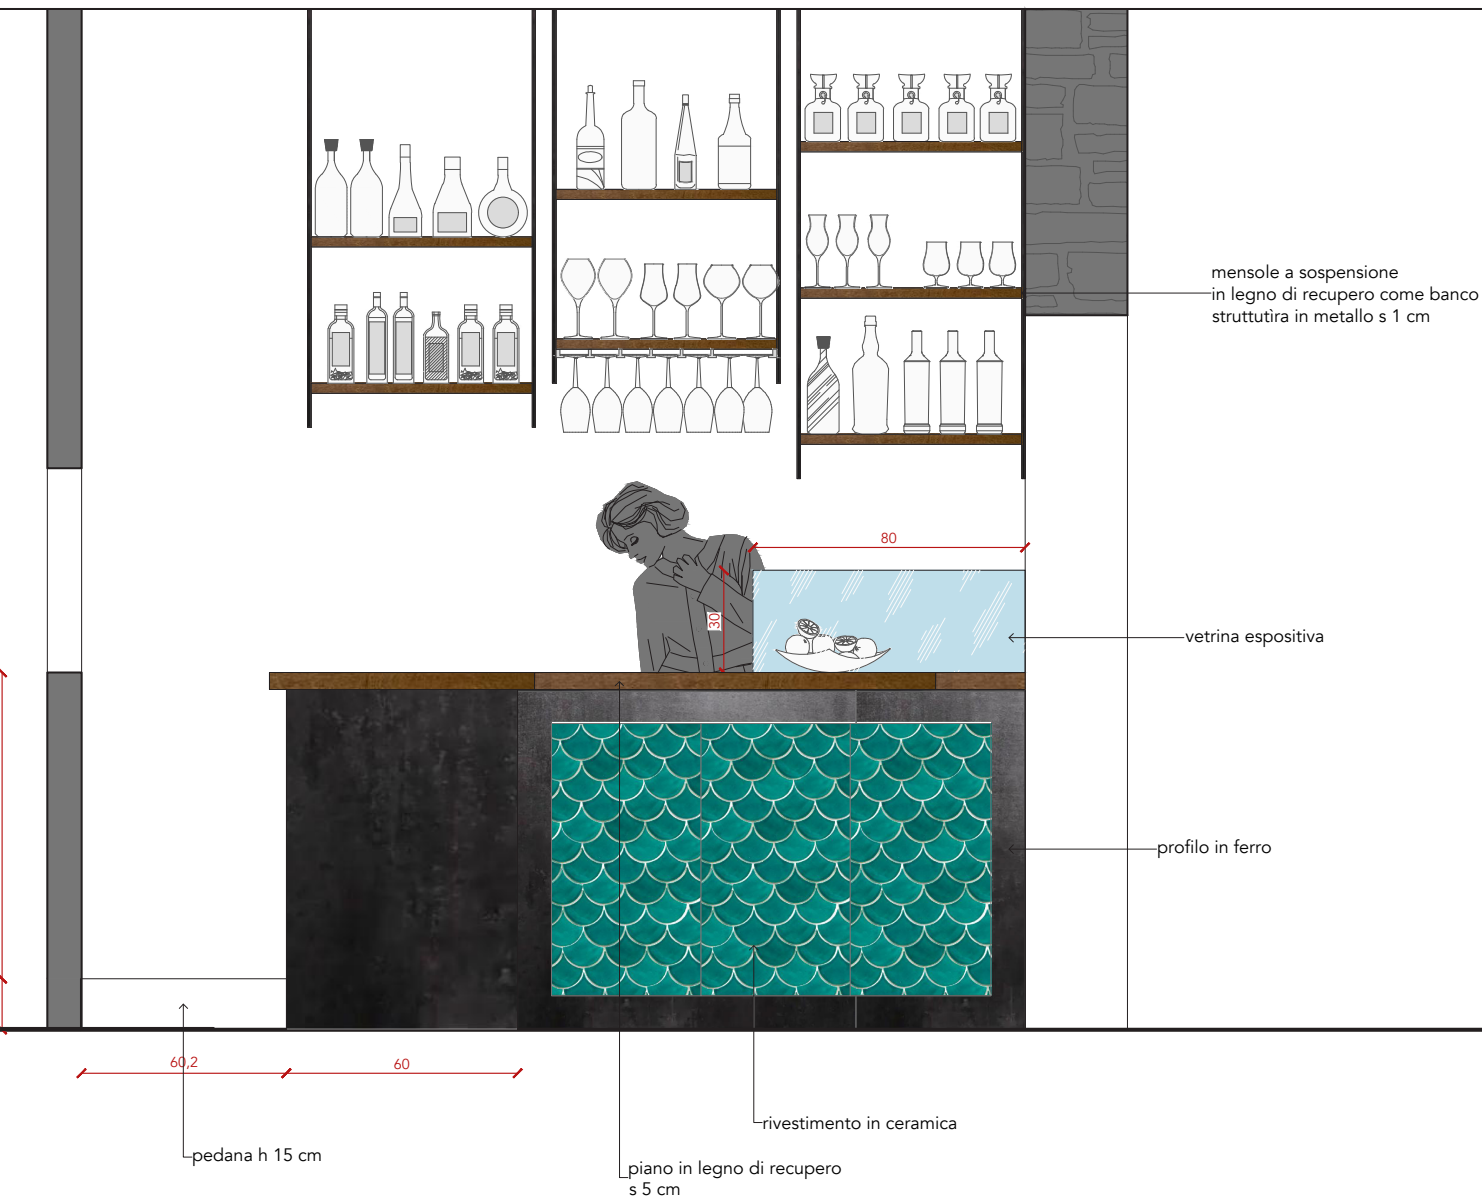 mensole a sospensione
in legno di recupero come banco
struttutira in metallo s 1 cm
80
30
vetrina espositiva
profilo in ferro
60,2
60
rivestimento in ceramica
pedana h 15 cm
piano in legno di recupero
s 5 cm